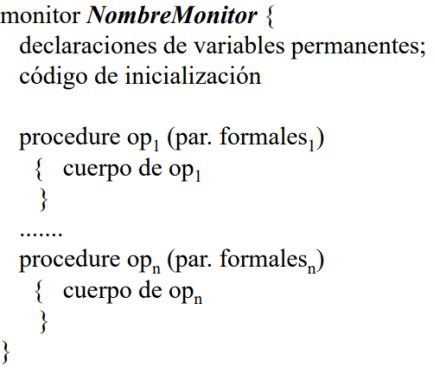 monitor NombreMonitor {
declaraciones de variables permanentes;
código de inicialización
procedure op₁ (par. formales₁)
{ cuerpo de op₁
}
.......
procedure opₙ (par. formalesₙ)
{ cuerpo de opₙ
}
}